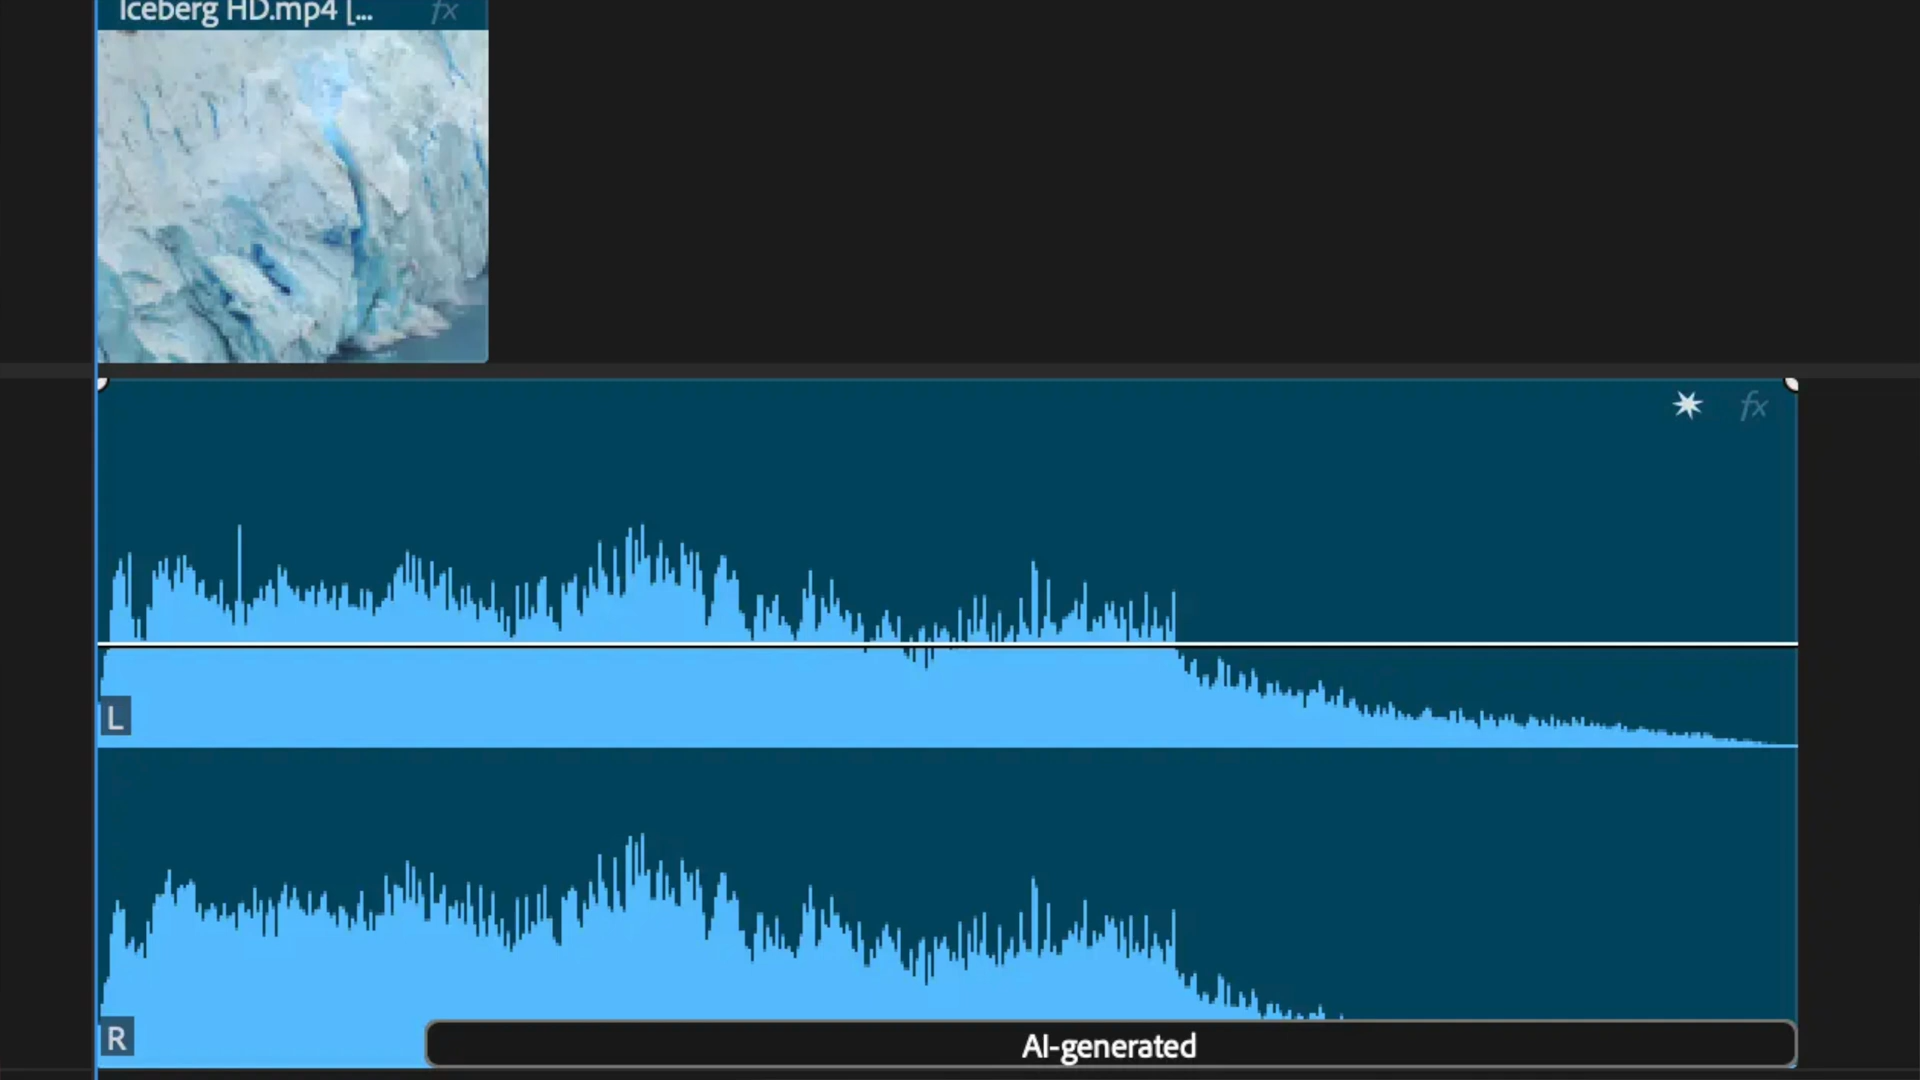 Iceberg HD.mp4 [...
fx
fx
L
R
AI-generated